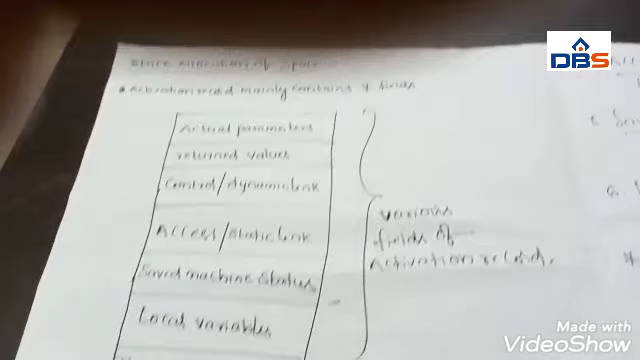 DBS
Stack Allocation of Space
Activation record mainly contains 7 fields
Actual parameters
returned values
Control/dynamic link
Access/static link
Saved machine status
Local variables
various
fields of
Activation record.
Made with
VideoShow